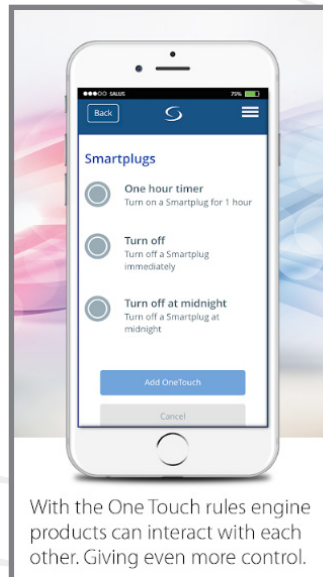 SALUS 75%
Back
Smartplugs
One hour timer
Turn on a Smartplug for 1 hour
Turn off
Turn off a Smartplug
immediately
Turn off at midnight
Turn off a Smartplug at
midnight
Add OneTouch
Cancel
With the One Touch rules engine
products can interact with each
other. Giving even more control.